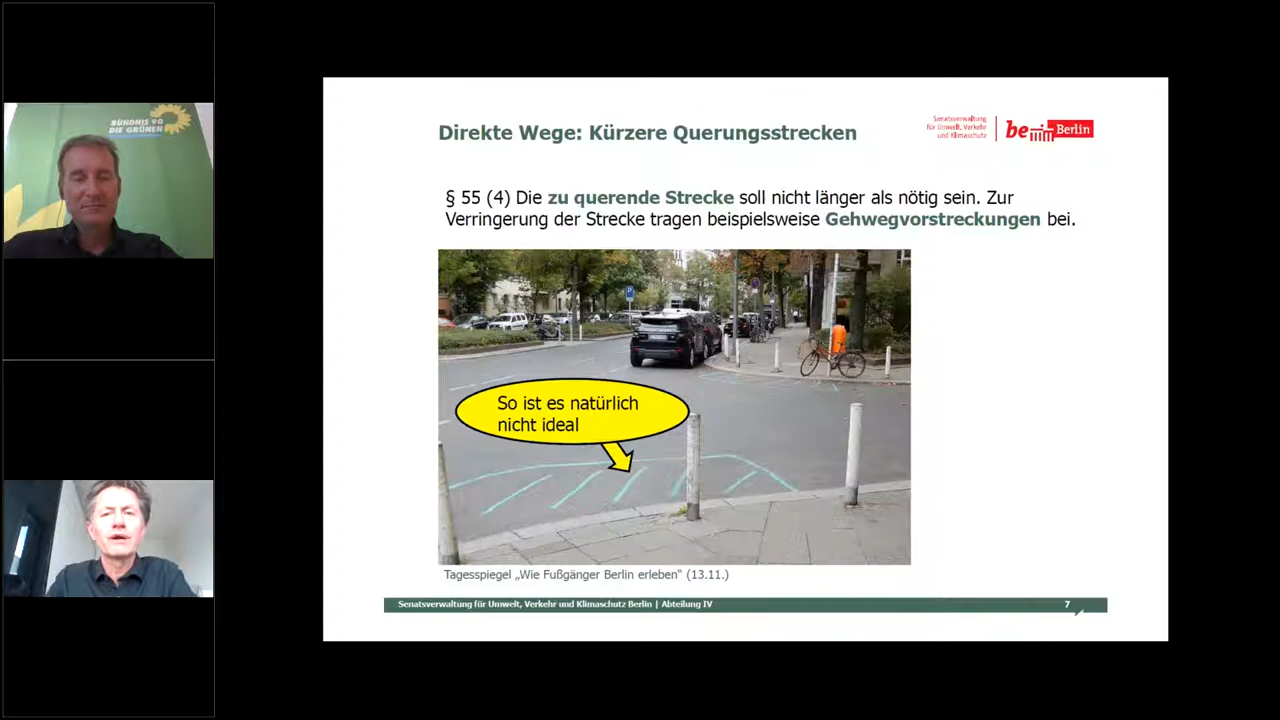 BÜNDNIS 90
DIE GRÜNEN
Direkte Wege: Kürzere Querungsstrecken
Senatsverwaltung
für Umwelt, Verkehr
und Klimaschutz
be Berlin
§ 55 (4) Die zu querende Strecke soll nicht länger als nötig sein. Zur
Verringerung der Strecke tragen beispielsweise Gehwegvorstreckungen bei.
P
So ist es natürlich
nicht ideal
Tagesspiegel „Wie Fußgänger Berlin erleben“ (13.11.)
Senatsverwaltung für Umwelt, Verkehr und Klimaschutz Berlin | Abteilung IV
7